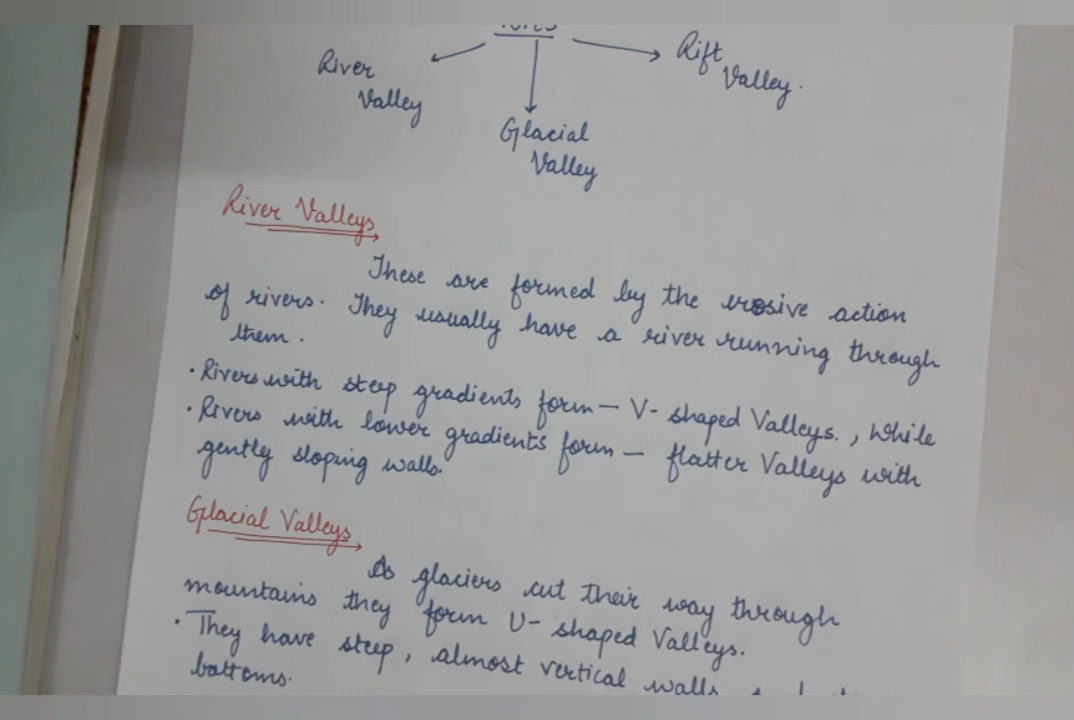 River
Valley
Rift
Valley.
Glacial
Valley
River Valleys
These are formed by the erosive action
of rivers. They usually have a river running through
them.
• Rivers with steep gradients form — V- shaped Valleys., while
• Rivers with lower gradients form — flatter Valleys with
gently sloping walls.
Glacial Valleys
As glaciers cut their way through
mountains they form U- shaped Valleys.
• They have steep, almost vertical walls
bottoms.